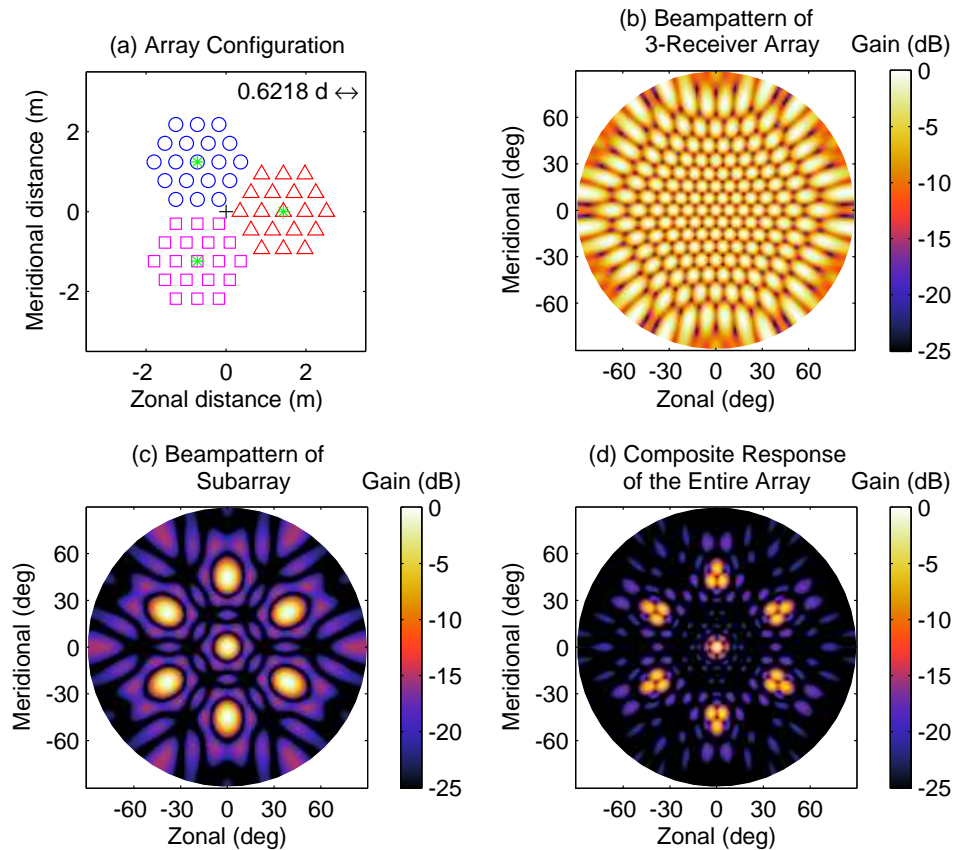 (a) Array Configuration
0.6218 d ↔
Meridional distance (m)
2
0
-2
-2 0 2
Zonal distance (m)
(b) Beampattern of
3-Receiver Array
Gain (dB)
Meridional (deg)
60
30
0
-30
-60
-60 -30 0 30 60
Zonal (deg)
0
-5
-10
-15
-20
-25
(c) Beampattern of
Subarray
Gain (dB)
Meridional (deg)
60
30
0
-30
-60
-60 -30 0 30 60
Zonal (deg)
0
-5
-10
-15
-20
-25
(d) Composite Response
of the Entire Array
Gain (dB)
Meridional (deg)
60
30
0
-30
-60
-60 -30 0 30 60
Zonal (deg)
0
-5
-10
-15
-20
-25